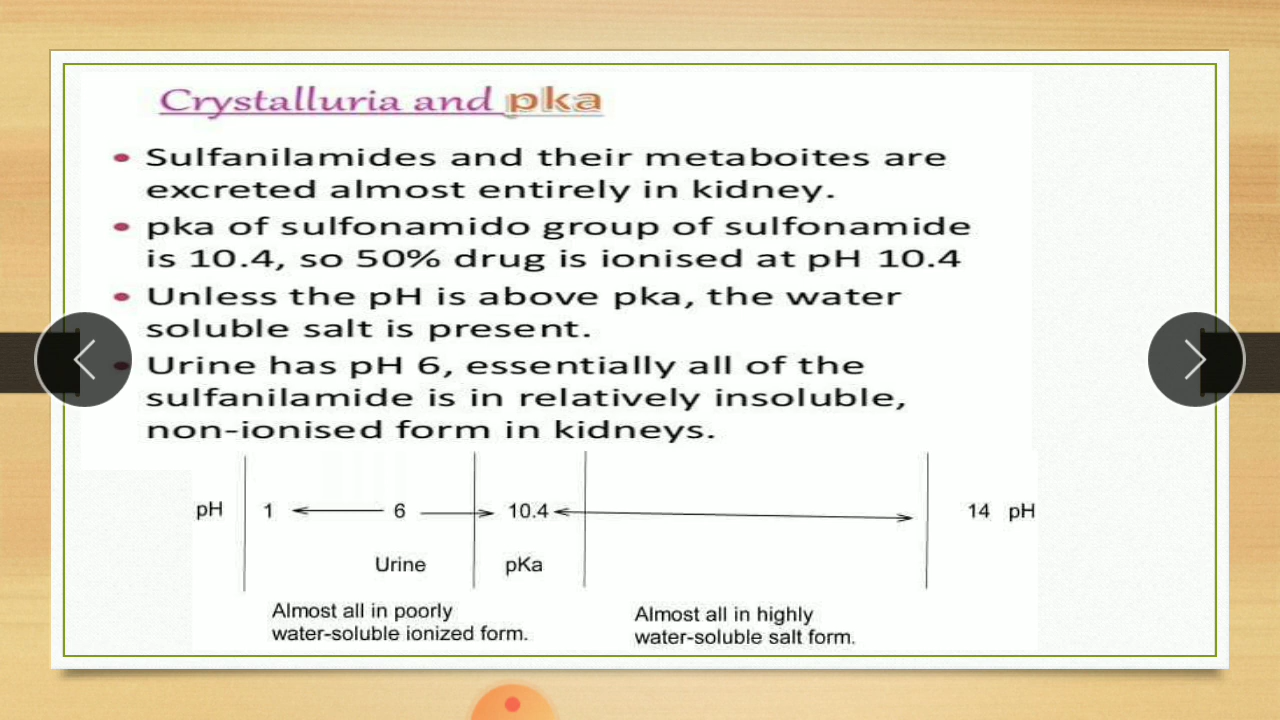 Crystalluria and pka
• Sulfanilamides and their metaboites are
excreted almost entirely in kidney.
• pka of sulfonamido group of sulfonamide
is 10.4, so 50% drug is ionised at pH 10.4
• Unless the pH is above pka, the water
soluble salt is present.
• Urine has pH 6, essentially all of the
sulfanilamide is in relatively insoluble,
non-ionised form in kidneys.
pH 1 6 10.4 14 pH
Urine pKa
Almost all in poorly
water-soluble ionized form.
Almost all in highly
water-soluble salt form.